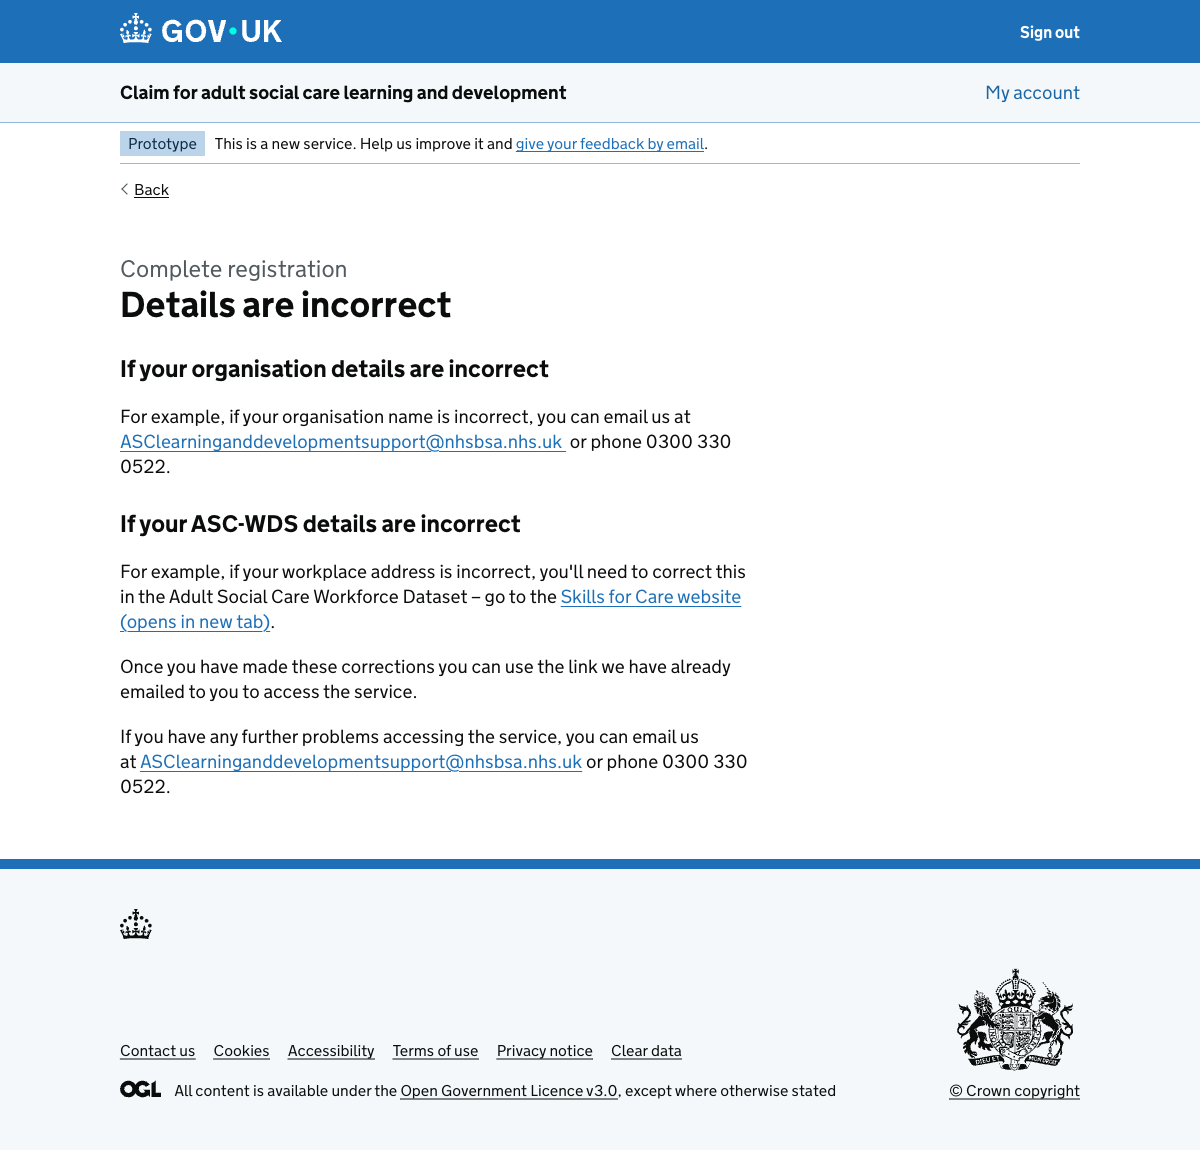 GOV·UK
Sign out
Claim for adult social care learning and development
My account
Prototype
This is a new service. Help us improve it and give your feedback by email.
Back
Complete registration
Details are incorrect
If your organisation details are incorrect
For example, if your organisation name is incorrect, you can email us at
ASClearninganddevelopmentsupport@nhsbsa.nhs.uk or phone 0300 330
0522.
If your ASC-WDS details are incorrect
For example, if your workplace address is incorrect, you'll need to correct this
in the Adult Social Care Workforce Dataset – go to the Skills for Care website
(opens in new tab).
Once you have made these corrections you can use the link we have already
emailed to you to access the service.
If you have any further problems accessing the service, you can email us
at ASClearninganddevelopmentsupport@nhsbsa.nhs.uk or phone 0300 330
0522.
Contact us
Cookies
Accessibility
Terms of use
Privacy notice
Clear data
OGL
All content is available under the Open Government Licence v3.0, except where otherwise stated
© Crown copyright